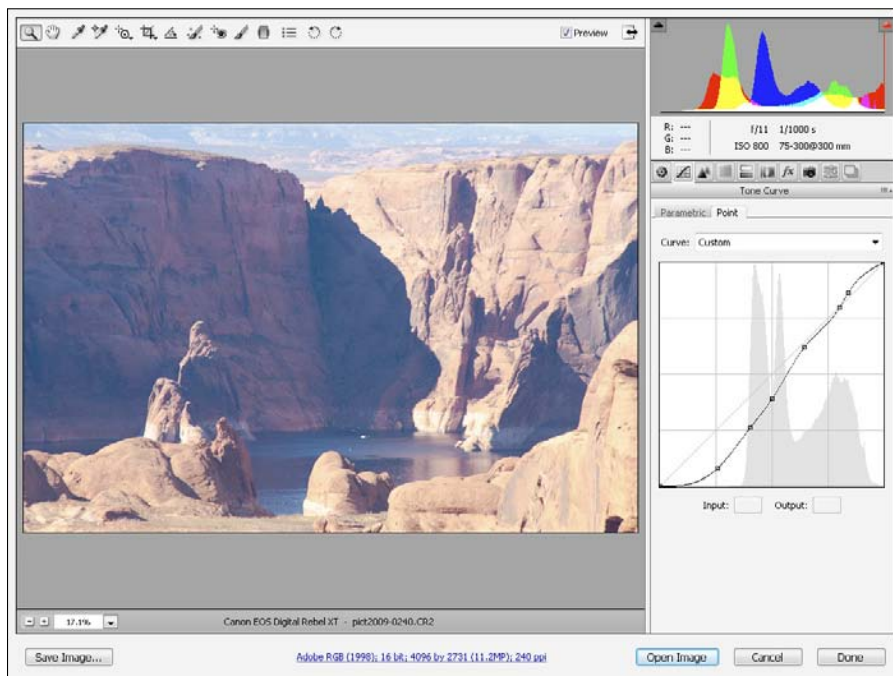 Preview
R: ---
G: ---
B: ---
f/11 1/1000 s
ISO 800 75-300@300 mm
fx
Tone Curve
Parametric Point
Curve: Custom
Input: Output:
17.1%
Canon EOS Digital Rebel XT - pict2009-0240.CR2
Save Image...
Adobe RGB (1998); 16 bit; 4096 by 2731 (11.2MP); 240 ppi
Open Image
Cancel
Done